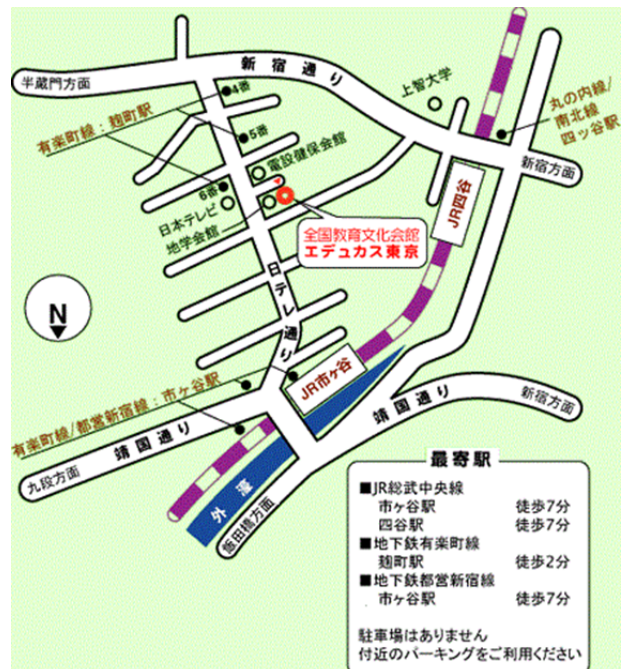 新宿通り
半蔵門方面
上智大学
丸の内線/
南北線
四ッ谷駅
4番
有楽町線:麹町駅
5番
新宿方面
電設健保会館
JR四谷
6番
日本テレビ
地学会館
全国教育文化会館
エデュカス東京
日テレ通り
N
JR市ヶ谷
有楽町線/都営新宿線:市ヶ谷駅
靖国通り
新宿方面
靖国通り
九段方面
外濠
飯田橋方面
最寄駅
■JR総武中央線
市ヶ谷駅 徒歩7分
四谷駅 徒歩7分
■地下鉄有楽町線
麹町駅 徒歩2分
■地下鉄都営新宿線
市ヶ谷駅 徒歩7分
駐車場はありません
付近のパーキングをご利用ください